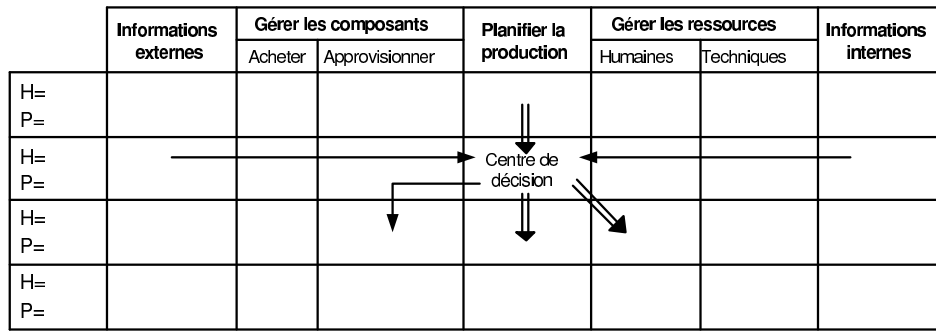 Informations externes
Gérer les composants
Acheter
Approvisionner
Planifier la production
Gérer les ressources
Humaines
Techniques
Informations internes
H=
P=
H=
P=
Centre de
décision
H=
P=
H=
P=